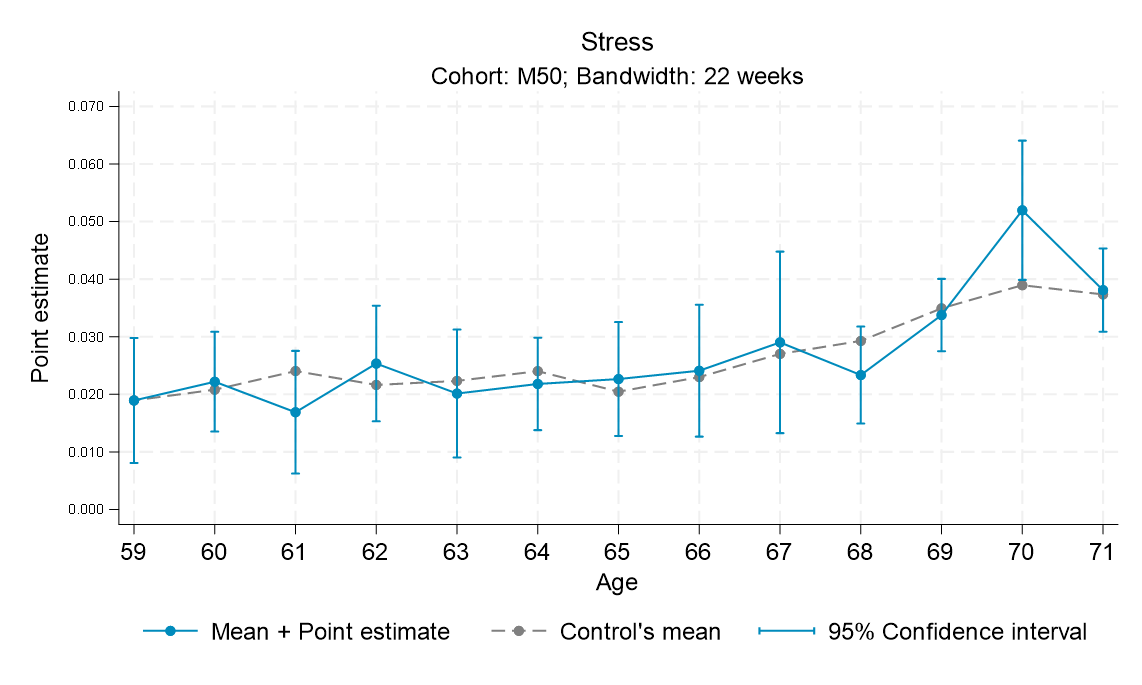 Stress
Cohort: M50; Bandwidth: 22 weeks
Point estimate
0.070
0.060
0.050
0.040
0.030
0.020
0.010
0.000
59 60 61 62 63 64 65 66 67 68 69 70 71
Age
Mean + Point estimate Control's mean 95% Confidence interval